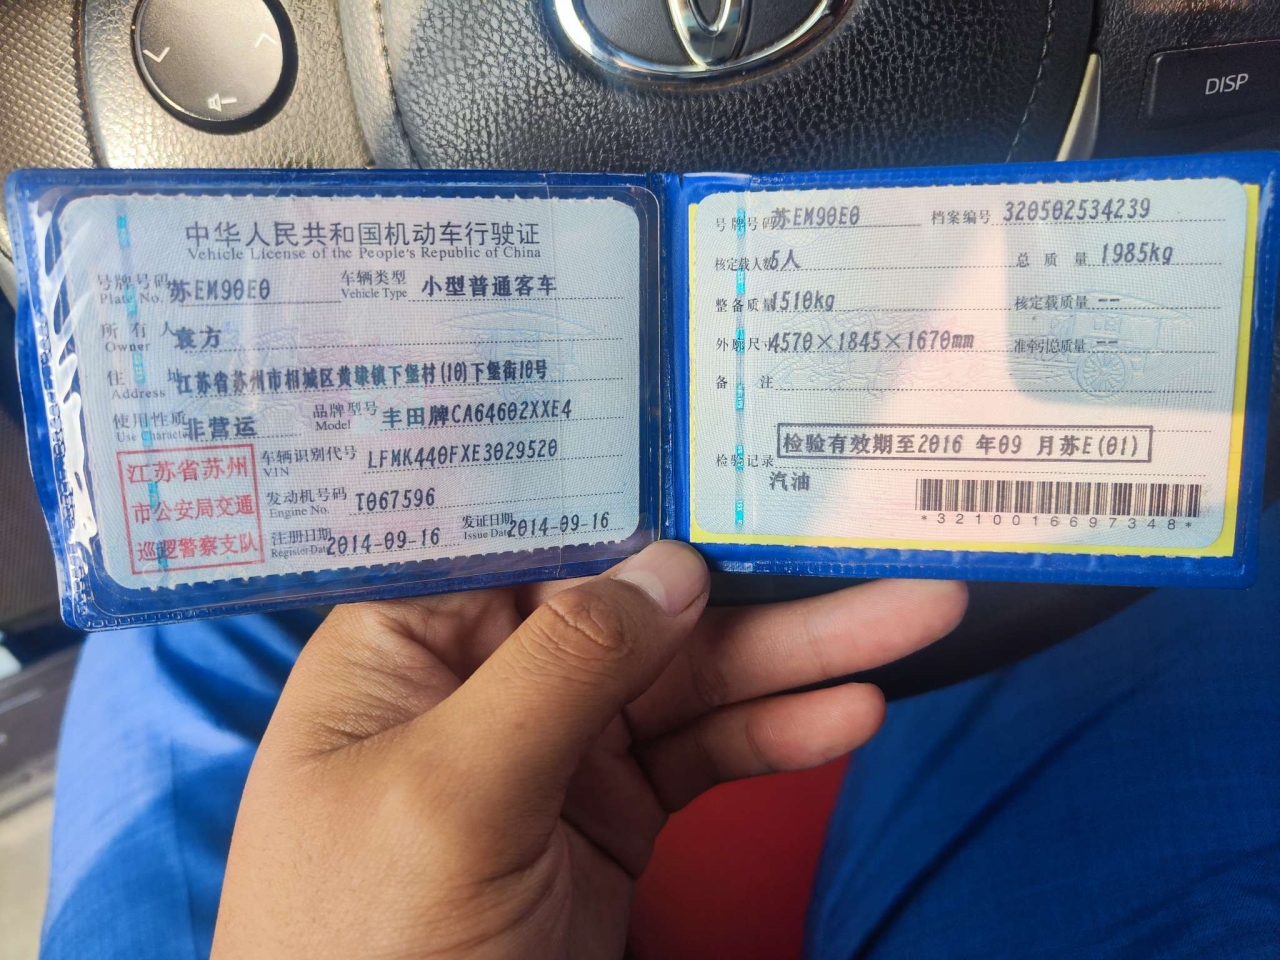 DISP
中华人民共和国机动车行驶证
Vehicle License of the People's Republic of China
号牌号码 苏EM90E0 车辆类型 小型普通客车
Plate No. Vehicle Type
所有人 袁方
Owner
住址 江苏省苏州市相城区黄埭镇下堡村(10)下堡街10号
Address
使用性质 非营运 品牌型号 丰田牌CA64602XXE4
Use Character Model
江苏省苏州
市公安局交通
巡逻警察支队
车辆识别代号 LFMK440FXE3029520
VIN
发动机号码 T067596
Engine No.
注册日期 2014-09-16 发证日期 2014-09-16
Register Date Issue Date
号牌号码 苏EM90E0 档案编号 320502534239
核定载人数 5人 总质量 1985kg
整备质量 1510kg 核定载质量 --
外廓尺寸 4570×1845×1670mm 准牵引总质量 --
备注
检验有效期至2016 年09 月苏E(01)
检验记录
汽油
*3210016697348*